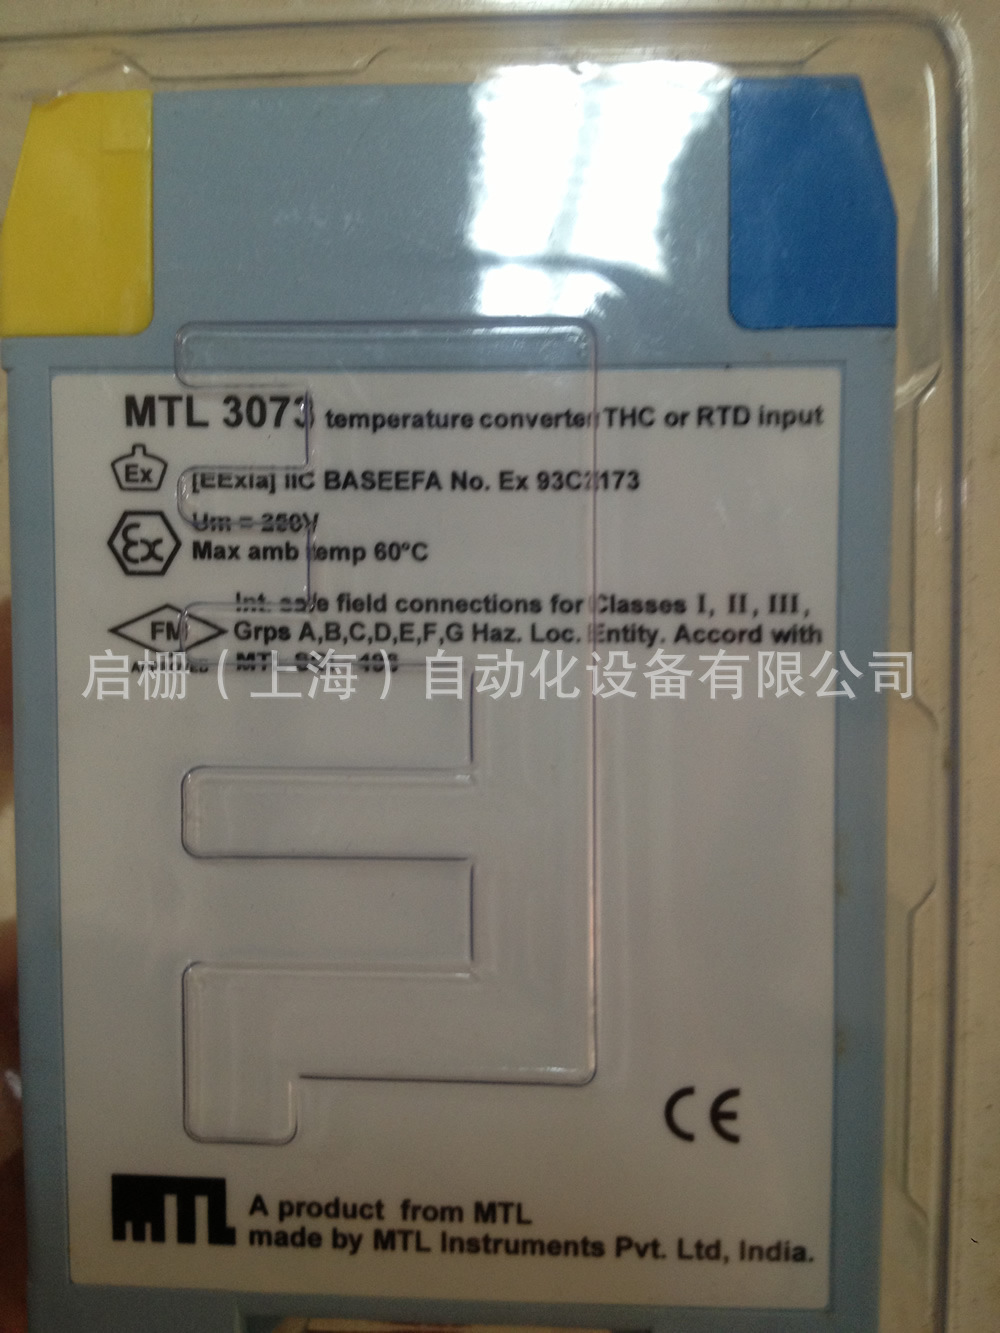 MTL 3073 temperature converter THC or RTD input
Ex [EExia] IIC BASEEFA No. Ex 93C2173
Ex Um = 250V
Max amb temp 60°C
Int. safe field connections for Classes I, II, III,
FM Grps A,B,C,D,E,F,G Haz. Loc. Entity. Accord with
MTL
启栅（上海）自动化设备有限公司
CE
MTL A product from MTL
made by MTL Instruments Pvt. Ltd, India.